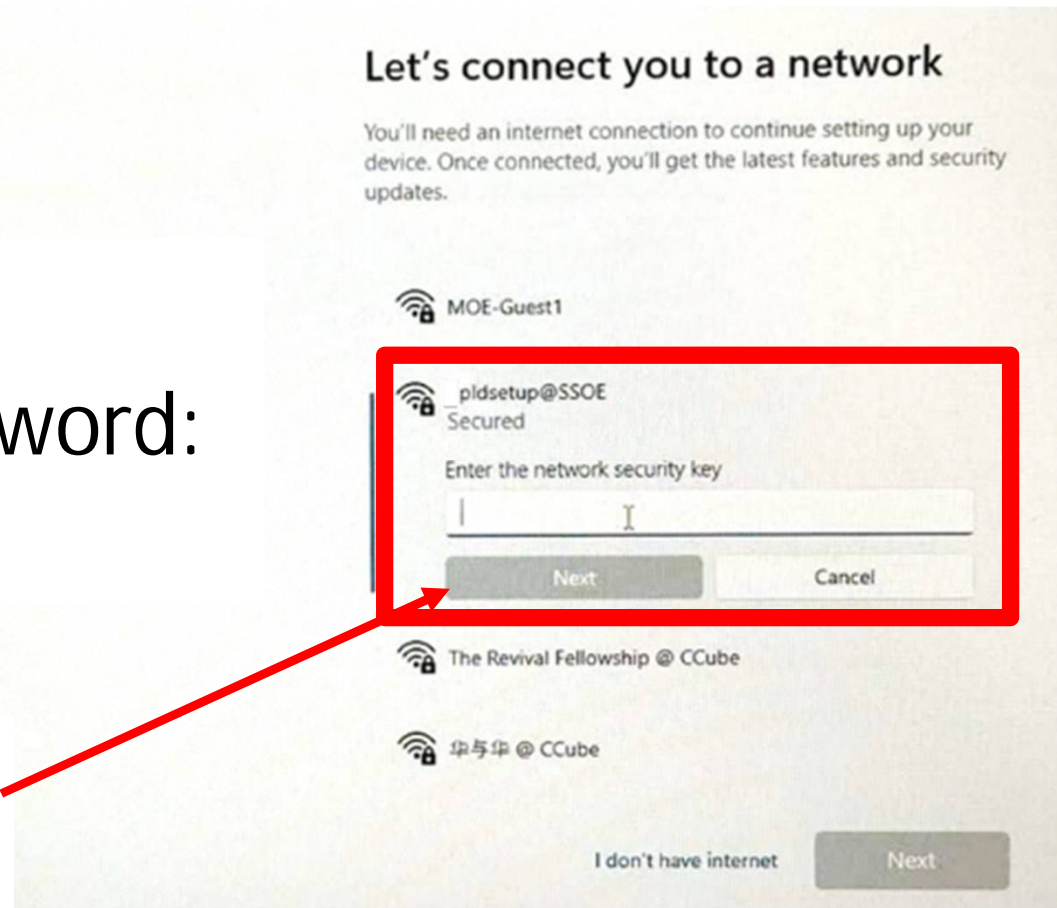 Let's connect you to a network
You'll need an internet connection to continue setting up your
device. Once connected, you'll get the latest features and security
updates.
MOE-Guest1
word:
_pldsetup@SSOE
Secured
Enter the network security key
Next
Cancel
The Revival Fellowship @ CCube
华与华 @ CCube
I don't have internet
Next